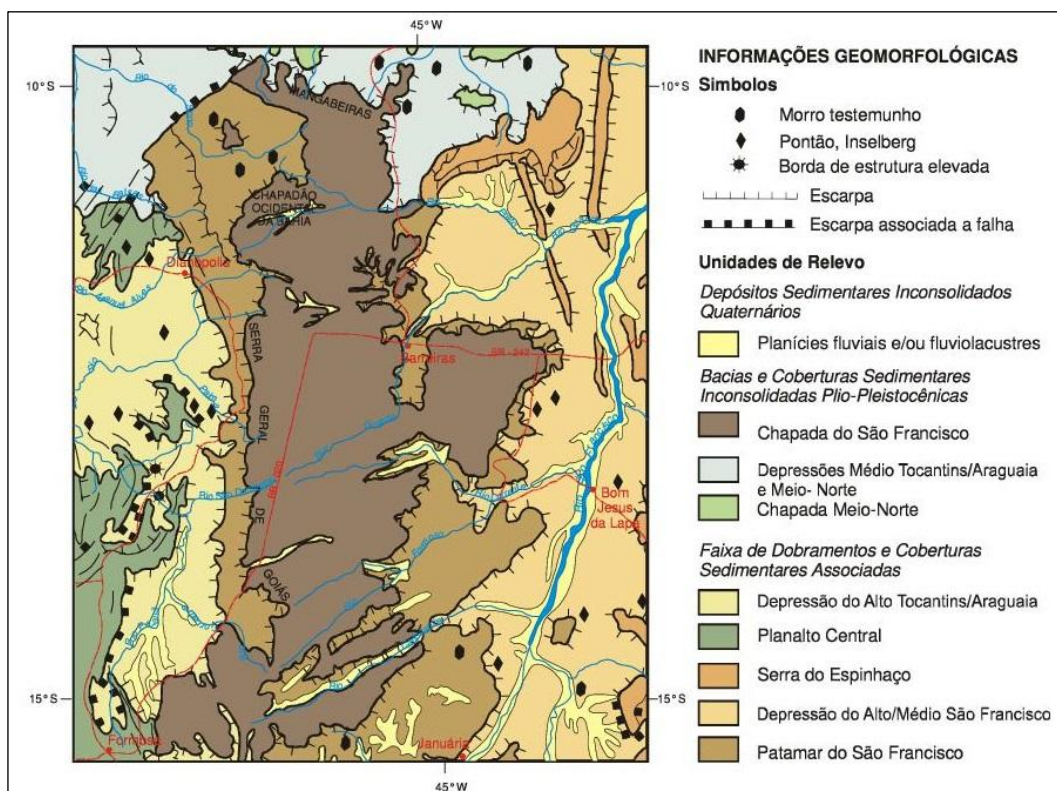 45° W
10° S
MANGABEIRAS
CHAPADÃO
OCIDENTAL
DA BAHIA
Dianópolis
SERRA
GERAL
DE
GOIÁS
Barreiras
BR - 242
BR - 020
Bom
Jesus
da Lapa
15° S
15° S
Formosa
Januária
45° W
INFORMAÇÕES GEOMORFOLÓGICAS
Símbolos
Morro testemunho
Pontão, Inselberg
Borda de estrutura elevada
Escarpa
Escarpa associada a falha
Unidades de Relevo
Depósitos Sedimentares Inconsolidados
Quaternários
Planícies fluviais e/ou fluviolacustres
Bacias e Coberturas Sedimentares
Inconsolidadas Plio-Pleistocênicas
Chapada do São Francisco
Depressões Médio Tocantins/Araguaia
e Meio- Norte
Chapada Meio-Norte
Faixa de Dobramentos e Coberturas
Sedimentares Associadas
Depressão do Alto Tocantins/Araguaia
Planalto Central
Serra do Espinhaço
Depressão do Alto/Médio São Francisco
Patamar do São Francisco